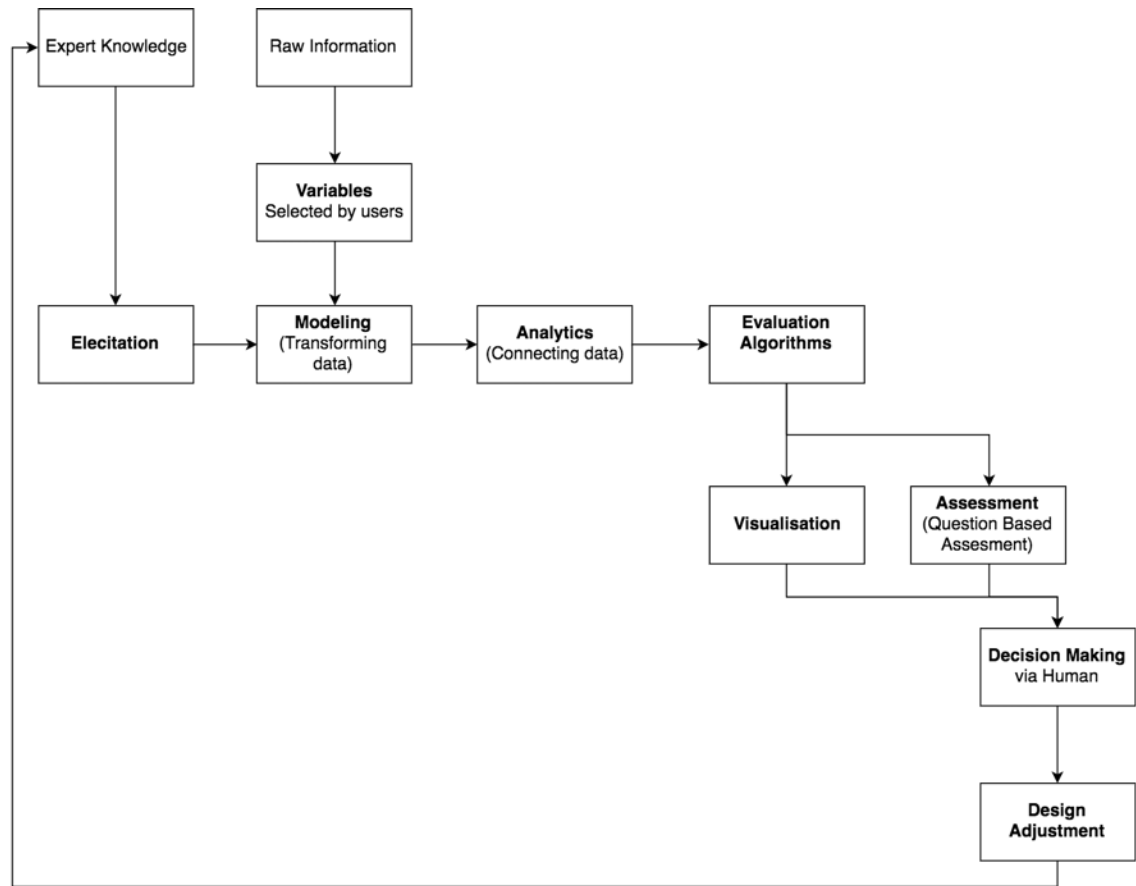 Expert Knowledge
Raw Information
Variables
Selected by users
Elecitation
Modeling
(Transforming
data)
Analytics
(Connecting data)
Evaluation
Algorithms
Visualisation
Assessment
(Question Based
Assesment)
Decision Making
via Human
Design
Adjustment